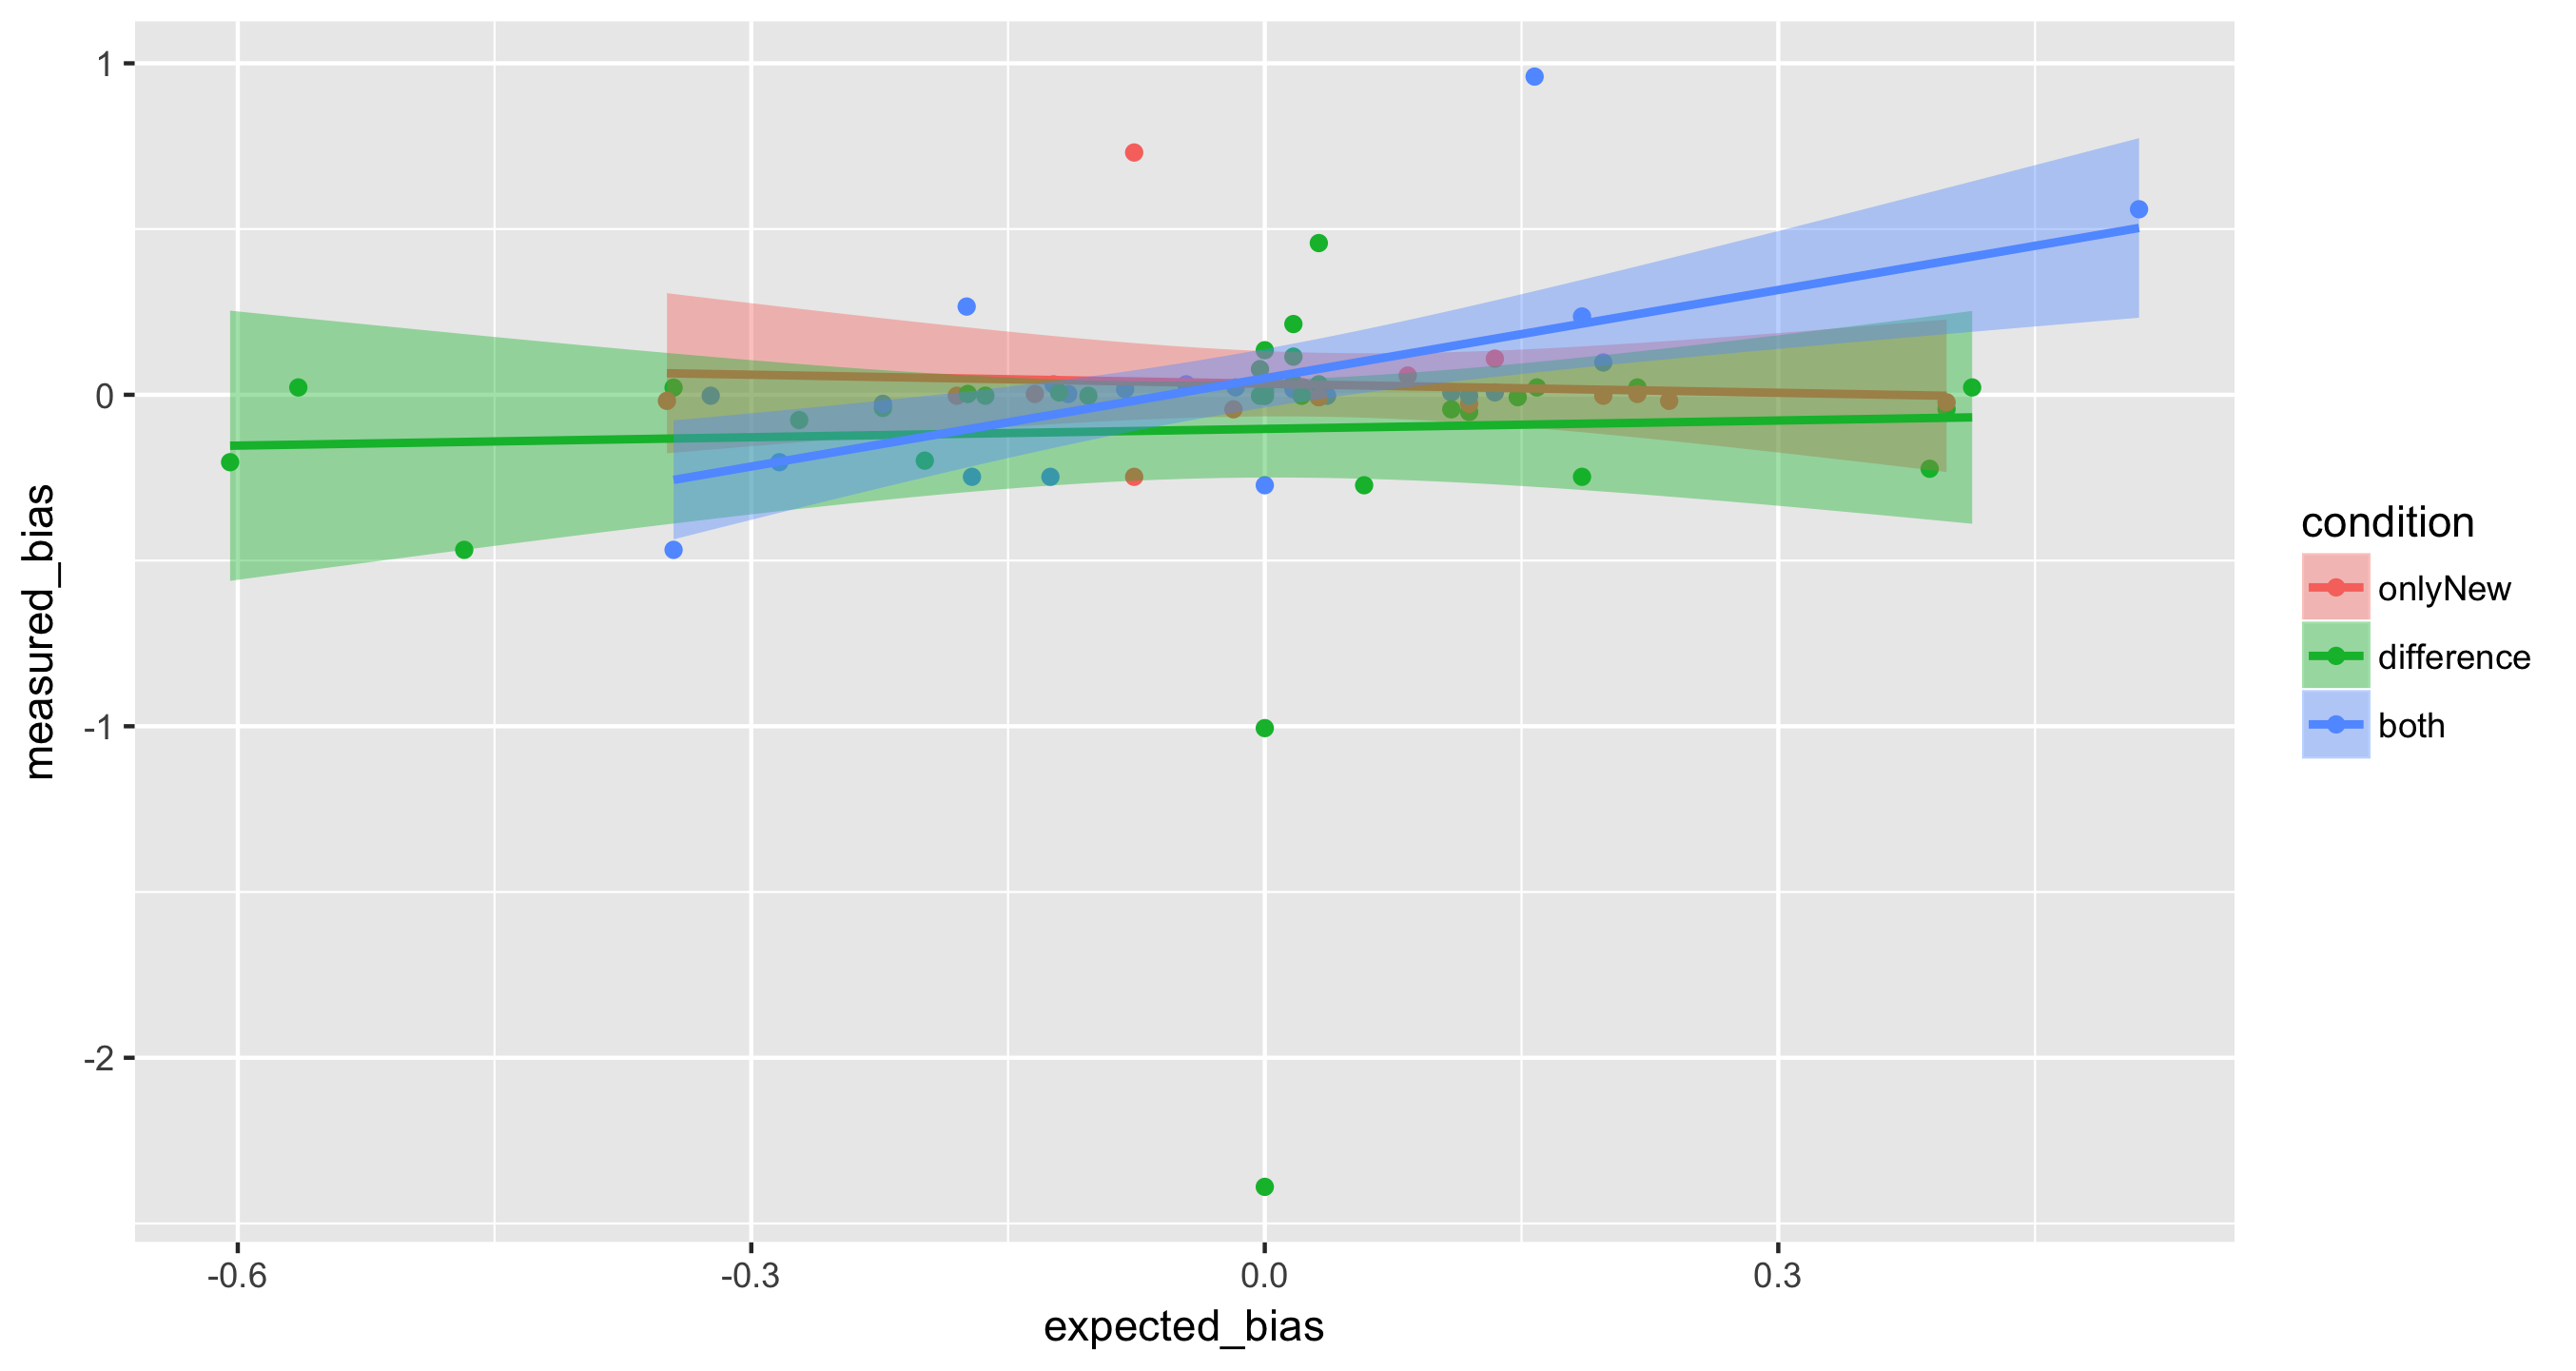 1
0
-1
-2
measured_bias
-0.6
-0.3
0.0
0.3
expected_bias
condition
onlyNew
difference
both